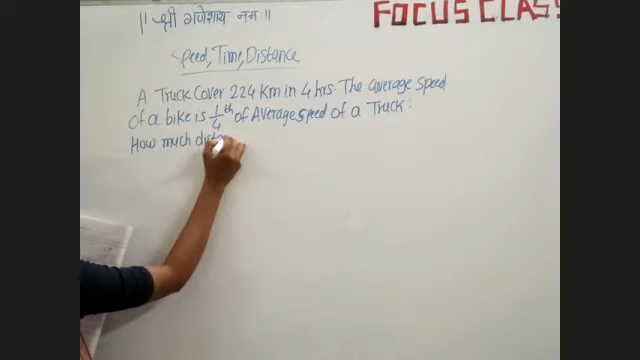 || श्री गणेशाय नमः ||
FOCUS CLASS
Speed, Time, Distance
A Truck Cover 224 Km in 4 hrs. The average Speed
of a bike is 1/4 th of Average speed of a Truck.
How much dist